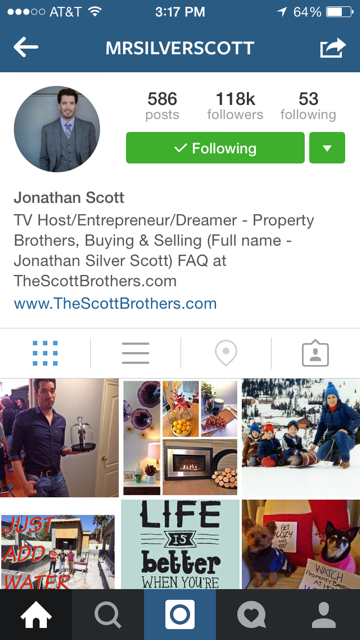 AT&T 3:17 PM 64%
MRSILVERSCOTT
586 118k 53
posts followers following
Following
Jonathan Scott
TV Host/Entrepreneur/Dreamer - Property
Brothers, Buying & Selling (Full name -
Jonathan Silver Scott) FAQ at
TheScottBrothers.com
www.TheScottBrothers.com
JUST
ADD
WATER
LIFE
IS
better
WHEN YOU'RE
GET
COZY
WATCH